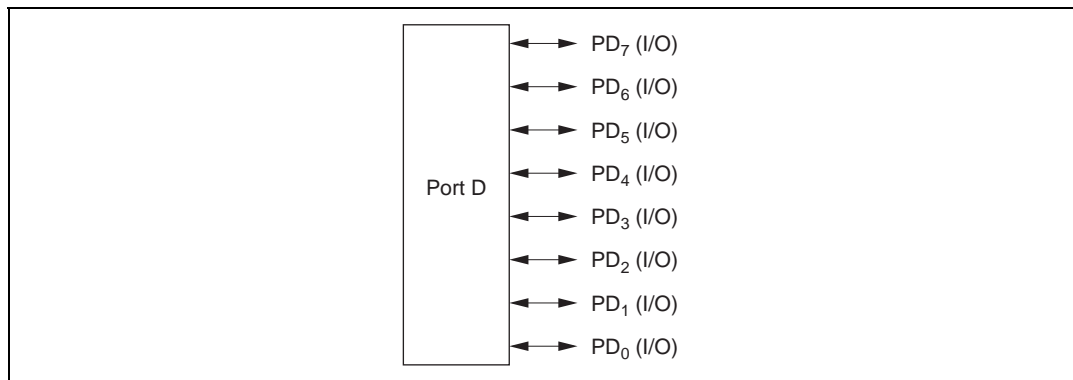 PD₇ (I/O)
PD₆ (I/O)
PD₅ (I/O)
PD₄ (I/O)
Port D
PD₃ (I/O)
PD₂ (I/O)
PD₁ (I/O)
PD₀ (I/O)